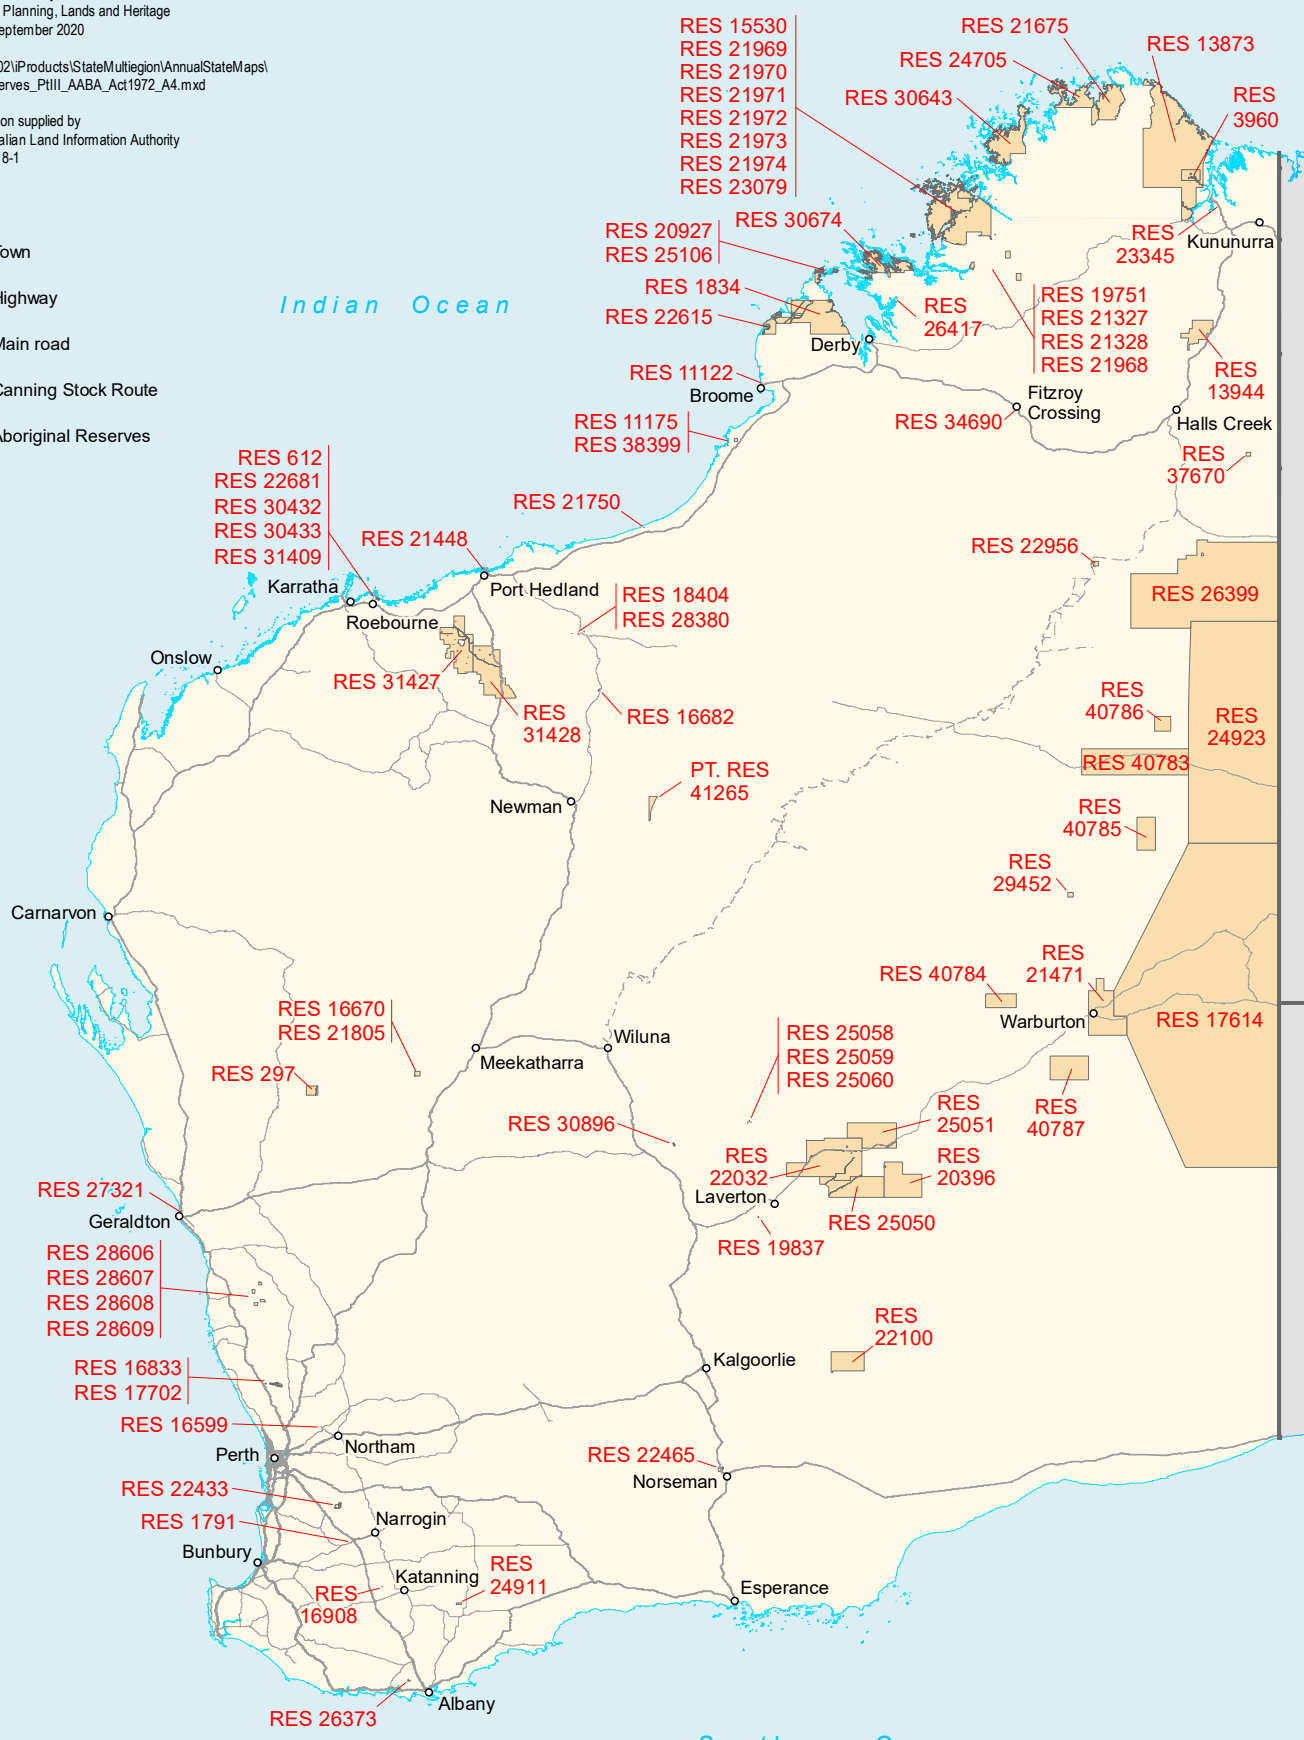 Planning, Lands and Heritage
eptember 2020
02\iProducts\StateMultiegion\AnnualStateMaps\
erves_PtIII_AABA_Act1972_A4.mxd
on supplied by
alian Land Information Authority
8-1
Town
Highway
Main road
Canning Stock Route
Aboriginal Reserves
Indian Ocean
RES 15530
RES 21969
RES 21970
RES 21971
RES 21972
RES 21973
RES 21974
RES 23079
RES 21675
RES 24705
RES 30643
RES 13873
RES
3960
RES 20927
RES 25106
RES 30674
RES 1834
RES 22615
RES
23345
Kununurra
RES
26417
RES 19751
RES 21327
RES 21328
RES 21968
Derby
RES
13944
RES 11122
Broome
Fitzroy
Crossing
RES 34690
Halls Creek
RES 11175
RES 38399
RES
37670
RES 612
RES 22681
RES 30432
RES 30433
RES 31409
RES 21750
RES 21448
RES 22956
Karratha
Port Hedland
RES 18404
RES 28380
RES 26399
Roebourne
Onslow
RES 31427
RES
31428
RES 16682
RES
40786
RES
24923
RES 40783
PT. RES
41265
Newman
RES
40785
RES
29452
Carnarvon
RES 40784
RES
21471
Warburton
RES 17614
RES 16670
RES 21805
Wiluna
Meekatharra
RES 25058
RES 25059
RES 25060
RES 297
RES
40787
RES 30896
RES
25051
RES
22032
RES
20396
Laverton
RES 25050
RES 19837
RES 27321
Geraldton
RES 28606
RES 28607
RES 28608
RES 28609
RES
22100
Kalgoorlie
RES 16833
RES 17702
RES 16599
Northam
Perth
RES 22465
Norseman
RES 22433
RES 1791
Narrogin
Bunbury
Katanning
RES
24911
RES
16908
Esperance
Albany
RES 26373